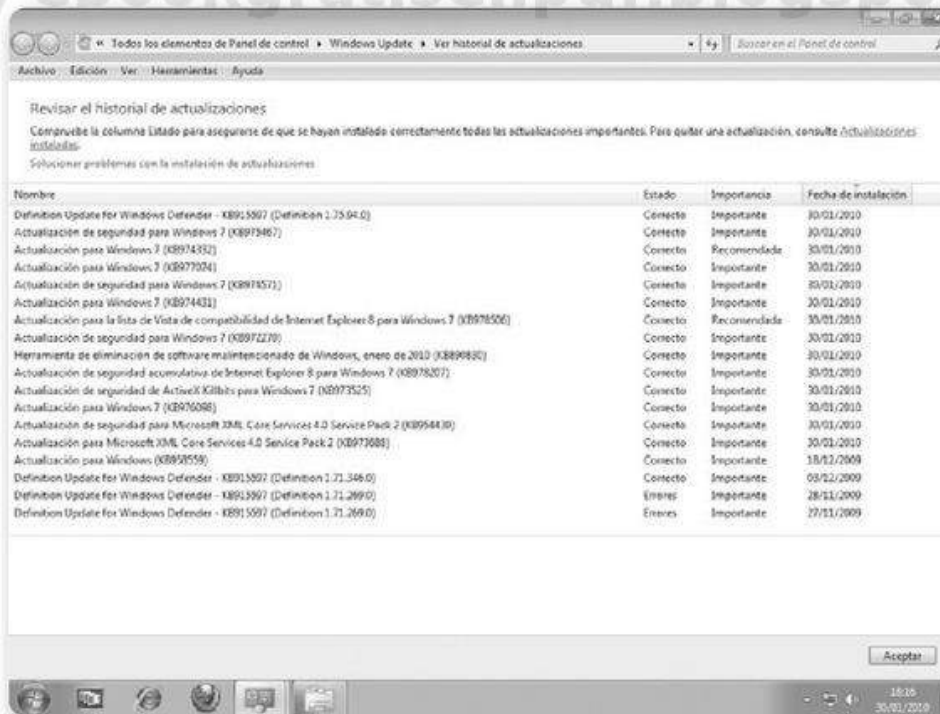 Todos los elementos de Panel de control ▸ Windows Update ▸ Ver historial de actualizaciones
Buscar en el Panel de control
Archivo Edición Ver Herramientas Ayuda
Revisar el historial de actualizaciones
Compruebe la columna Estado para asegurarse de que se hayan instalado correctamente todas las actualizaciones importantes. Para quitar una actualización, consulte Actualizaciones
instaladas.
Solucionar problemas con la instalación de actualizaciones
Nombre Estado Importancia Fecha de instalación
Definition Update for Windows Defender - KB915597 (Definition 1.75.94.0) Correcto Importante 30/01/2010
Actualización de seguridad para Windows 7 (KB975467) Correcto Importante 30/01/2010
Actualización para Windows 7 (KB974332) Correcto Recomendada 30/01/2010
Actualización para Windows 7 (KB977074) Correcto Importante 30/01/2010
Actualización de seguridad para Windows 7 (KB974571) Correcto Importante 30/01/2010
Actualización para Windows 7 (KB974431) Correcto Importante 30/01/2010
Actualización para la lista de Vista de compatibilidad de Internet Explorer 8 para Windows 7 (KB978506) Correcto Recomendada 30/01/2010
Actualización de seguridad para Windows 7 (KB972270) Correcto Importante 30/01/2010
Herramienta de eliminación de software malintencionado de Windows, enero de 2010 (KB890830) Correcto Importante 30/01/2010
Actualización de seguridad acumulativa de Internet Explorer 8 para Windows 7 (KB978207) Correcto Importante 30/01/2010
Actualización de seguridad de ActiveX Killbits para Windows 7 (KB973525) Correcto Importante 30/01/2010
Actualización para Windows 7 (KB976098) Correcto Importante 30/01/2010
Actualización de seguridad para Microsoft XML Core Services 4.0 Service Pack 2 (KB954430) Correcto Importante 30/01/2010
Actualización para Microsoft XML Core Services 4.0 Service Pack 2 (KB973688) Correcto Importante 30/01/2010
Actualización para Windows (KB958559) Correcto Importante 18/12/2009
Definition Update for Windows Defender - KB915597 (Definition 1.71.346.0) Correcto Importante 03/12/2009
Definition Update for Windows Defender - KB915597 (Definition 1.71.269.0) Errores Importante 28/11/2009
Definition Update for Windows Defender - KB915597 (Definition 1.71.269.0) Errores Importante 27/11/2009
Aceptar
18:16
30/01/2010